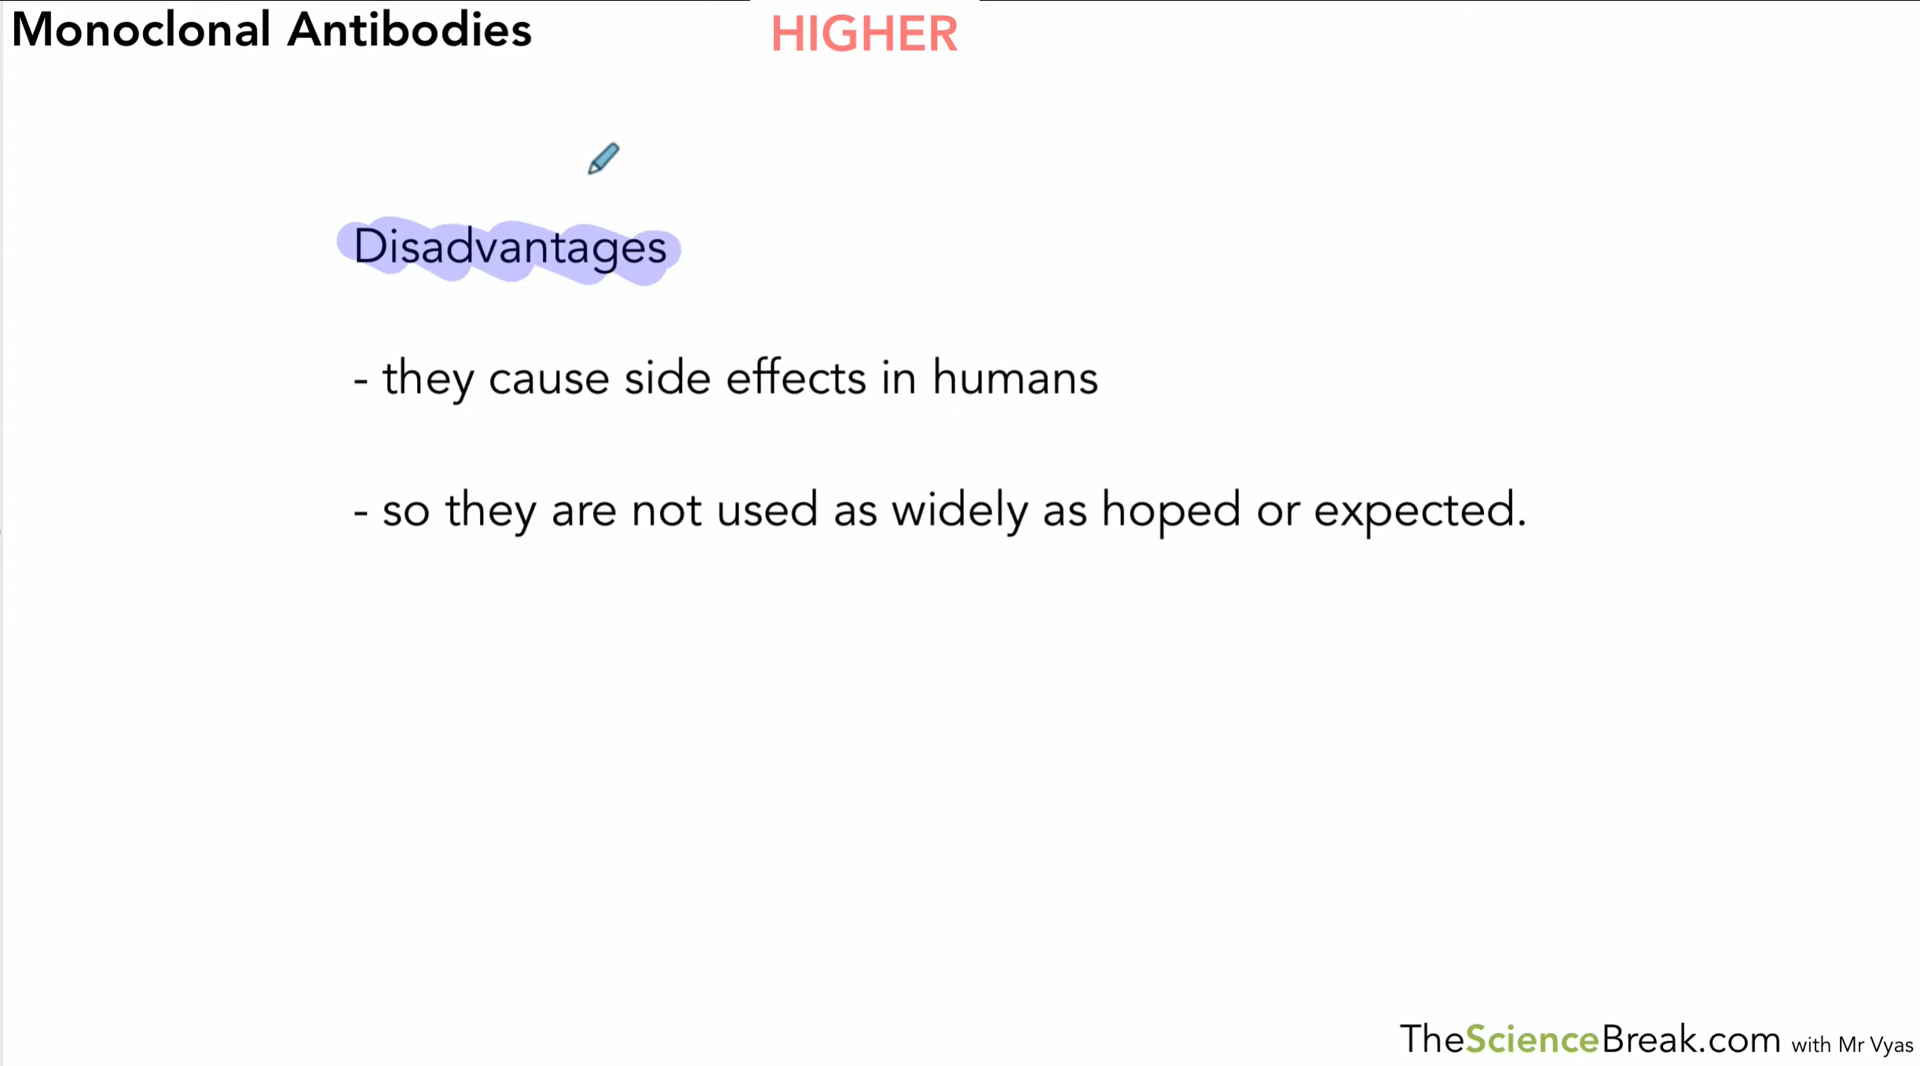 Monoclonal Antibodies
HIGHER
Disadvantages
- they cause side effects in humans
- so they are not used as widely as hoped or expected.
TheScienceBreak.com with Mr Vyas